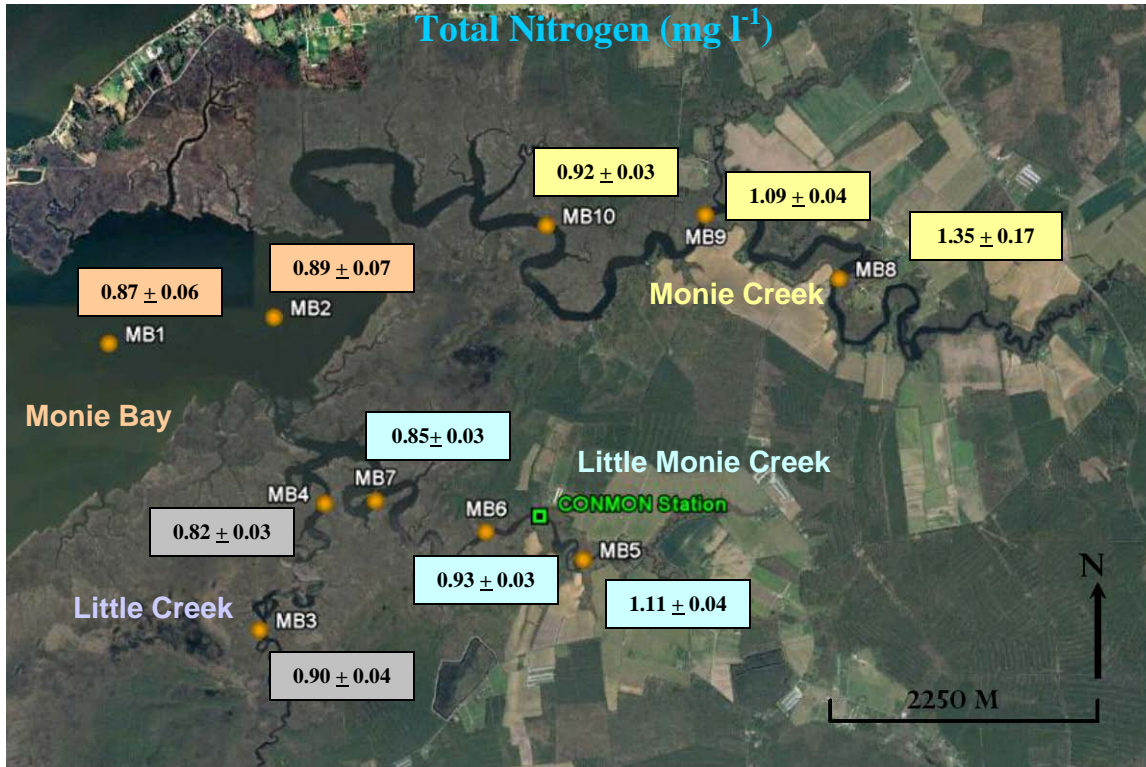 Total Nitrogen (mg l-1)
0.92 + 0.03
MB10
1.09 + 0.04
MB9
1.35 + 0.17
MB8
Monie Creek
0.89 + 0.07
0.87 + 0.06
MB2
MB1
Monie Bay
0.85+ 0.03
Little Monie Creek
MB7
MB4
CONMON Station
0.82 + 0.03
MB6
MB5
0.93 + 0.03
1.11 + 0.04
Little Creek
MB3
0.90 + 0.04
N
2250 M